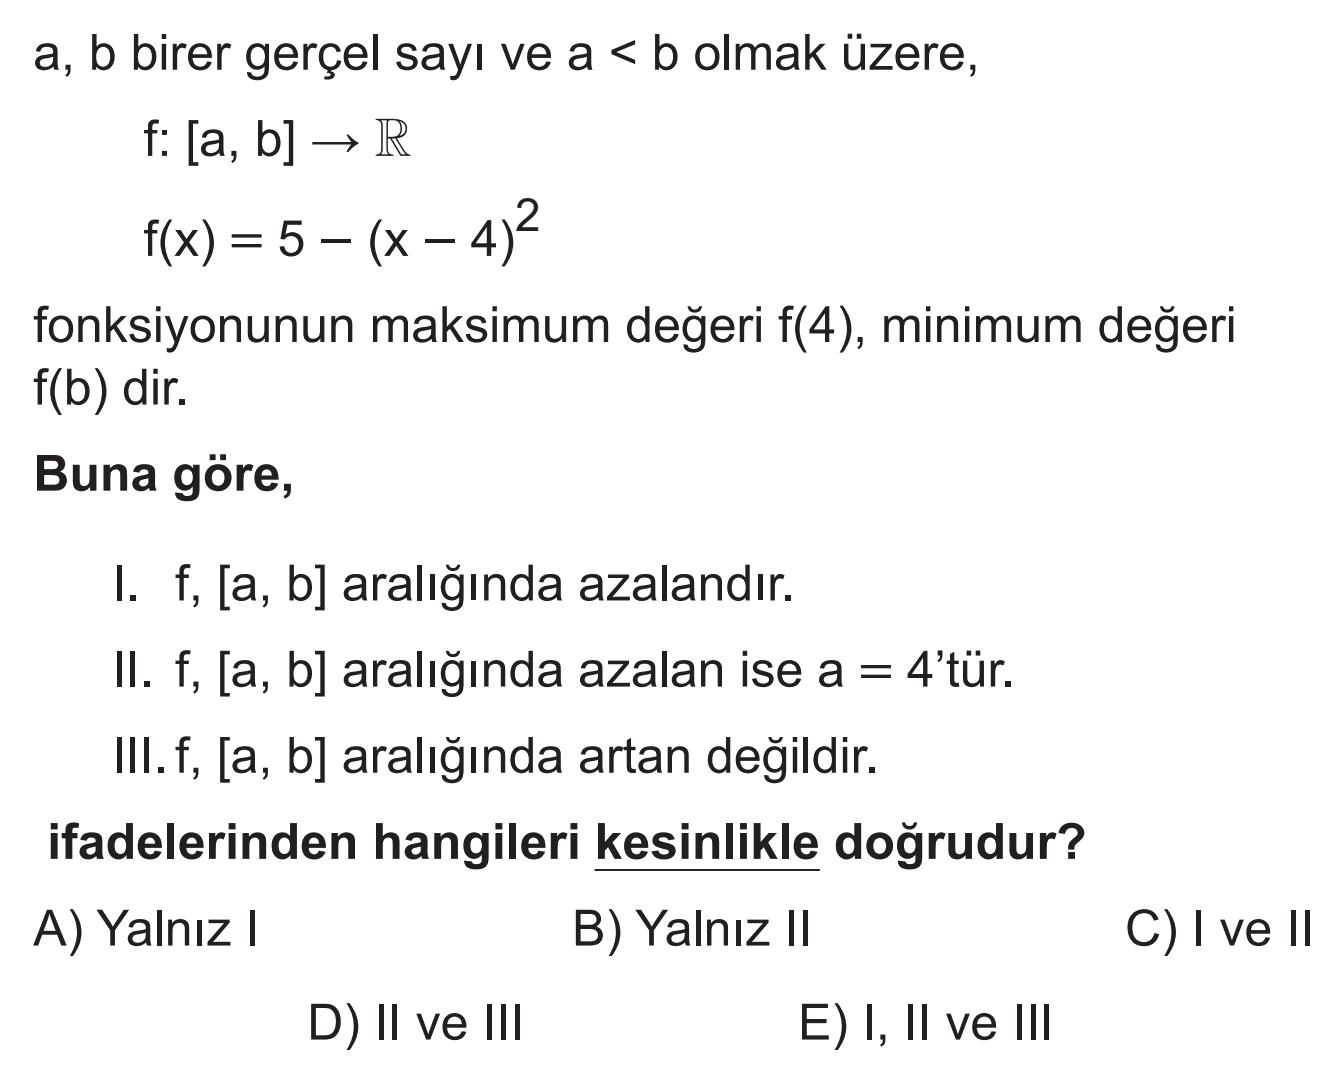 a, b birer gerçel sayı ve a < b olmak üzere,
f: [a, b] → ℝ
f(x) = 5 – (x – 4)²
fonksiyonunun maksimum değeri f(4), minimum değeri
f(b) dir.
Buna göre,
I. f, [a, b] aralığında azalandır.
II. f, [a, b] aralığında azalan ise a = 4’tür.
III. f, [a, b] aralığında artan değildir.
ifadelerinden hangileri kesinlikle doğrudur?
A) Yalnız I B) Yalnız II C) I ve II
D) II ve III E) I, II ve III